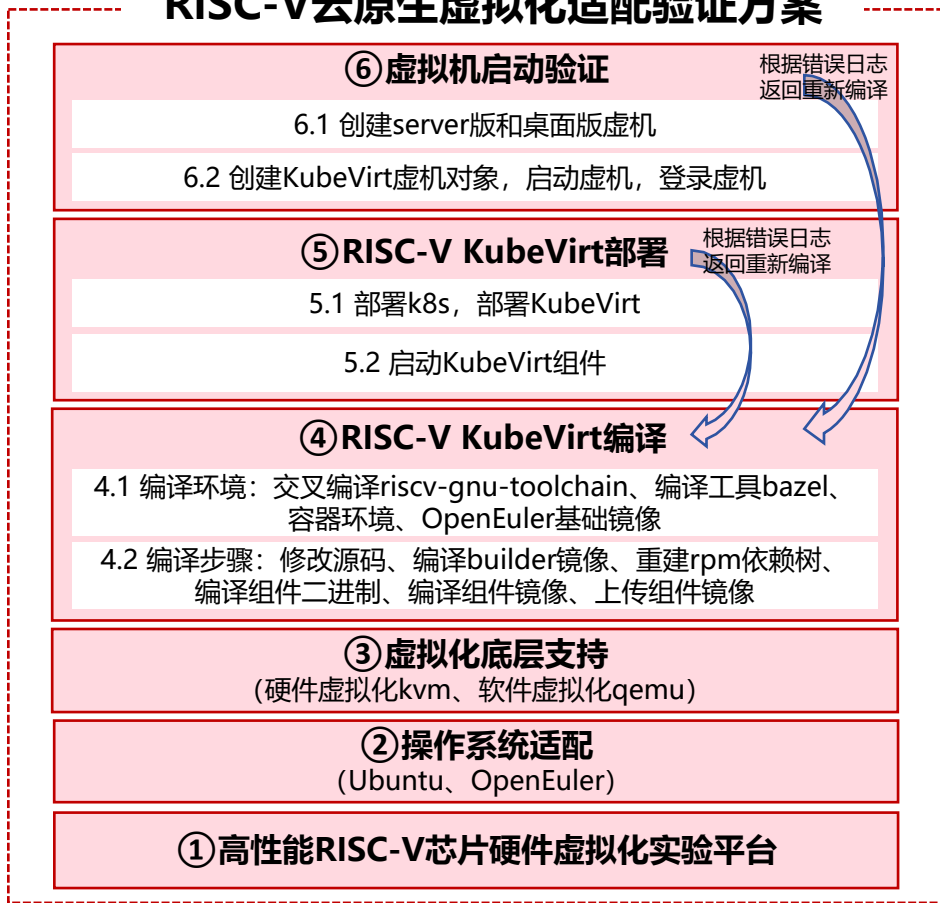 RISC-V云原生虚拟化适配验证方案
⑥虚拟机启动验证
根据错误日志
返回重新编译
6.1 创建server版和桌面版虚机
6.2 创建KubeVirt虚机对象，启动虚机，登录虚机
⑤RISC-V KubeVirt部署
根据错误日志
返回重新编译
5.1 部署k8s，部署KubeVirt
5.2 启动KubeVirt组件
④RISC-V KubeVirt编译
4.1 编译环境：交叉编译riscv-gnu-toolchain、编译工具bazel、
容器环境、OpenEuler基础镜像
4.2 编译步骤：修改源码、编译builder镜像、重建rpm依赖树、
编译组件二进制、编译组件镜像、上传组件镜像
③虚拟化底层支持
(硬件虚拟化kvm、软件虚拟化qemu)
②操作系统适配
(Ubuntu、OpenEuler)
①高性能RISC-V芯片硬件虚拟化实验平台